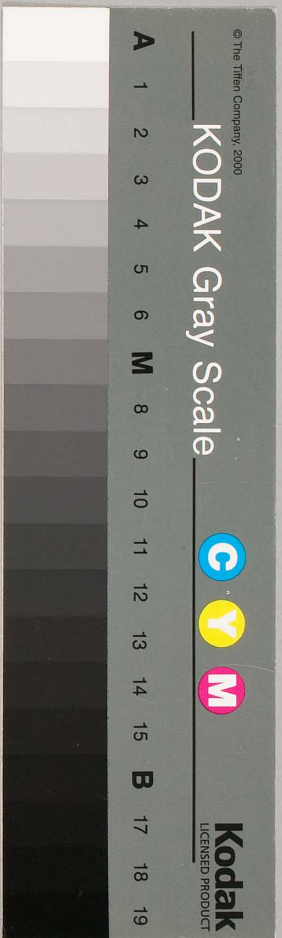 © The Tiffen Company, 2000
KODAK Gray Scale
C Y M
Kodak
LICENSED PRODUCT
A 1 2 3 4 5 6 M 8 9 10 11 12 13 14 15 B 17 18 19